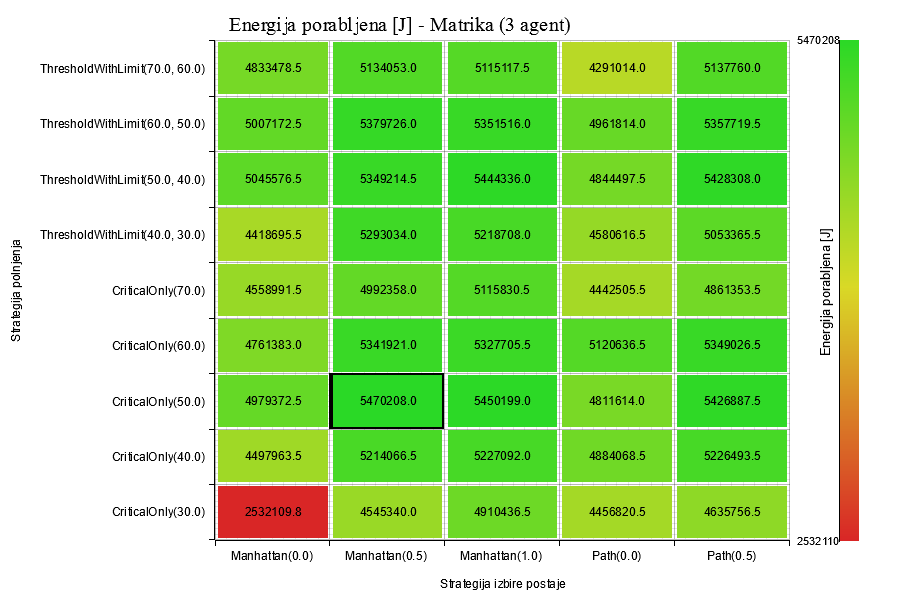 Energija porabljena [J] - Matrika (3 agent)
5470208
ThresholdWithLimit(70.0, 60.0) 4833478.5 5134053.0 5115117.5 4291014.0 5137760.0
ThresholdWithLimit(60.0, 50.0) 5007172.5 5379726.0 5351516.0 4961814.0 5357719.5
ThresholdWithLimit(50.0, 40.0) 5045576.5 5349214.5 5444336.0 4844497.5 5428308.0
ThresholdWithLimit(40.0, 30.0) 4418695.5 5293034.0 5218708.0 4580616.5 5053365.5
CriticalOnly(70.0) 4558991.5 4992358.0 5115830.5 4442505.5 4861353.5
CriticalOnly(60.0) 4761383.0 5341921.0 5327705.5 5120636.5 5349026.5
CriticalOnly(50.0) 4979372.5 5470208.0 5450199.0 4811614.0 5426887.5
CriticalOnly(40.0) 4497963.5 5214066.5 5227092.0 4884068.5 5226493.5
CriticalOnly(30.0) 2532109.8 4545340.0 4910436.5 4456820.5 4635756.5
2532110
Manhattan(0.0) Manhattan(0.5) Manhattan(1.0) Path(0.0) Path(0.5)
Strategija izbire postaje
Strategija polnjenja
Energija porabljena [J]